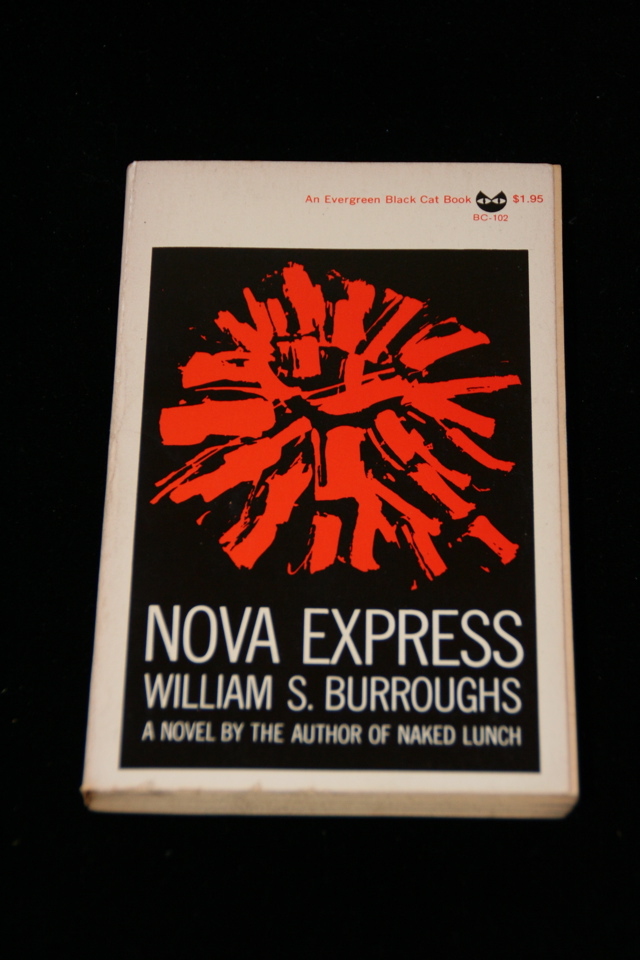 An Evergreen Black Cat Book $1.95
BC-102
NOVA EXPRESS
WILLIAM S. BURROUGHS
A NOVEL BY THE AUTHOR OF NAKED LUNCH